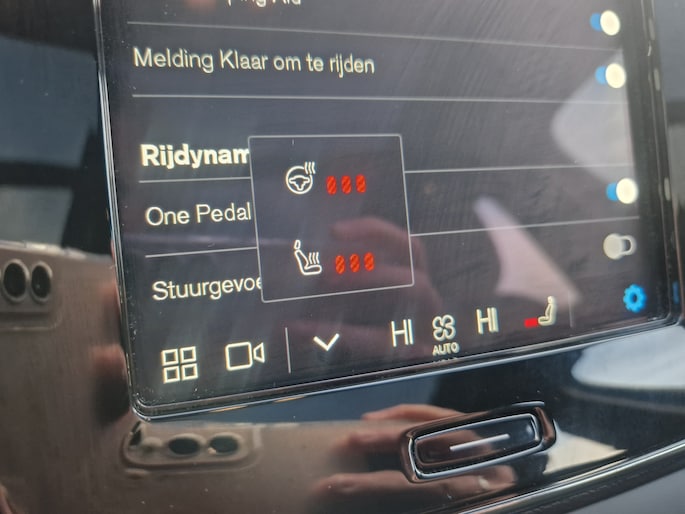 Melding Klaar om te rijden
Rijdynam
One Pedal
Stuurgevoe
HI
AUTO
HI